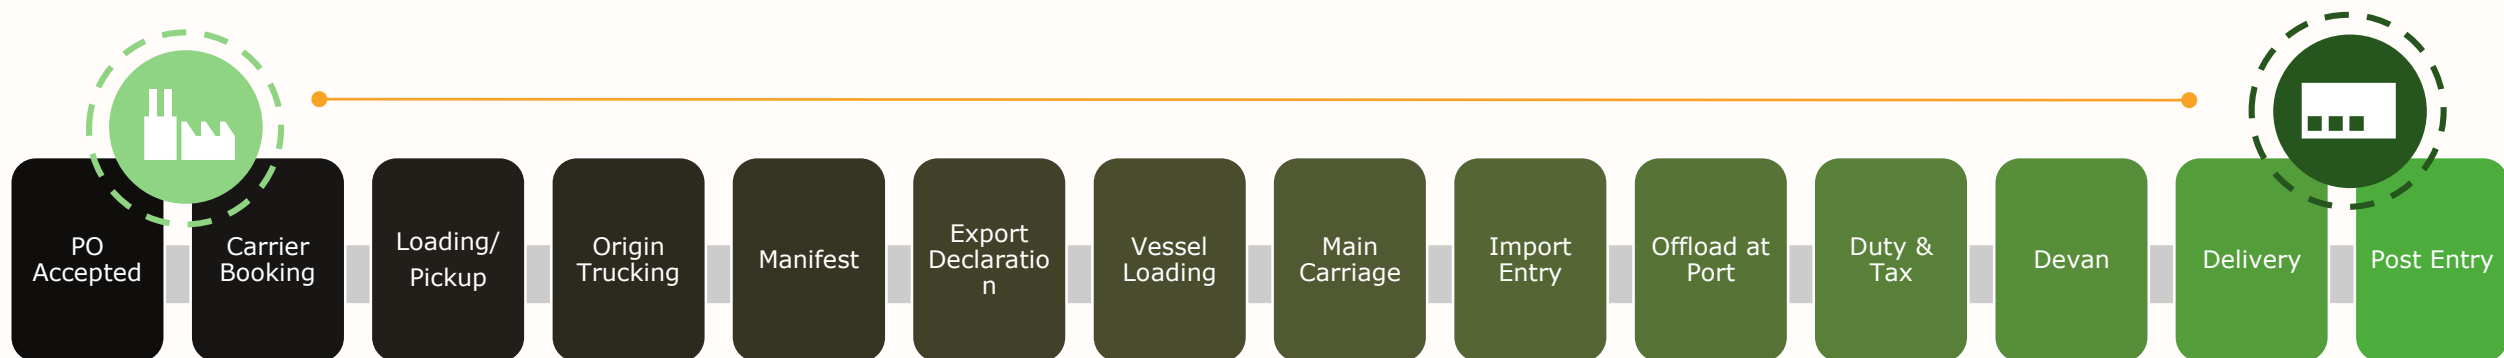 PO
Accepted
Carrier
Booking
Loading/
Pickup
Origin
Trucking
Manifest
Export
Declaratio
n
Vessel
Loading
Main
Carriage
Import
Entry
Offload at
Port
Duty &
Tax
Devan
Delivery
Post Entry